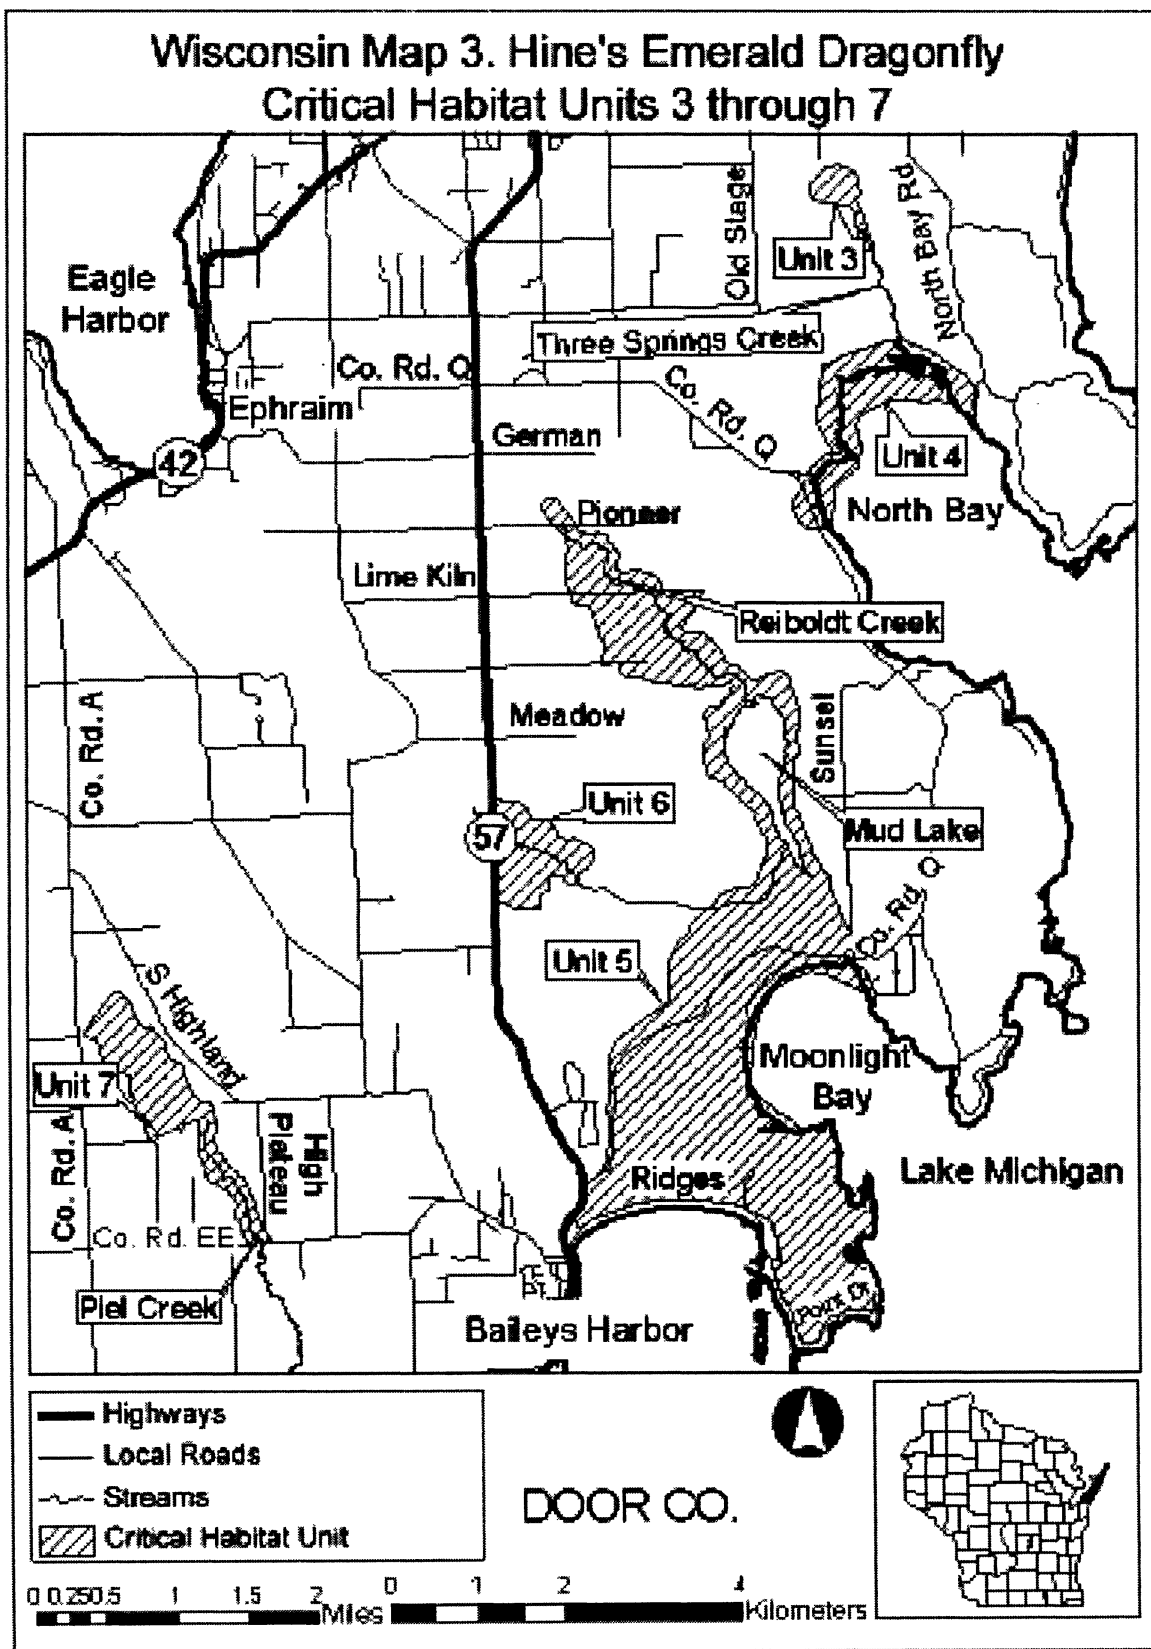 Wisconsin Map 3. Hine's Emerald Dragonfly
Critical Habitat Units 3 through 7
Old Stage
North Bay Rd
Unit 3
Eagle
Harbor
Three Springs Creek
Co. Rd. Q
Co. Rd. Q
Ephraim
German
42
Unit 4
North Bay
Pioneer
Lime Kiln
Reiboldt Creek
Co. Rd. A
Meadow
Sunset
Unit 6
57
Mud Lake
Co. Rd. Q
Unit 5
S Highland
Moonlight
Bay
Unit 7
Co. Rd. A
High
Plateau
Ridges
Lake Michigan
Co. Rd. EE
Piel Creek
Point Dr
Baileys Harbor
Highways
Local Roads
Streams
Critical Habitat Unit
DOOR CO.
0 0.25 0.5 1 1.5 2
Miles
0 1 2 4
Kilometers